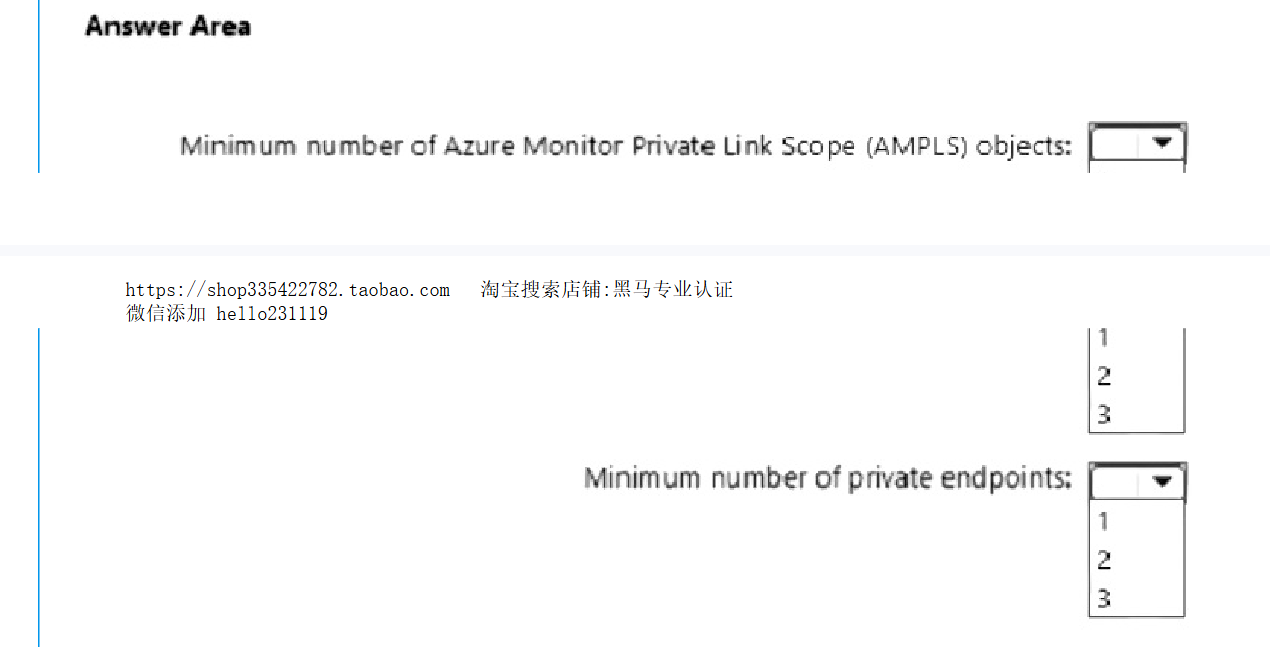 Answer Area
Minimum number of Azure Monitor Private Link Scope (AMPLS) objects:
https://shop335422782.taobao.com 淘宝搜索店铺:黑马专业认证
微信添加 hello231119
1
2
3
Minimum number of private endpoints:
1
2
3